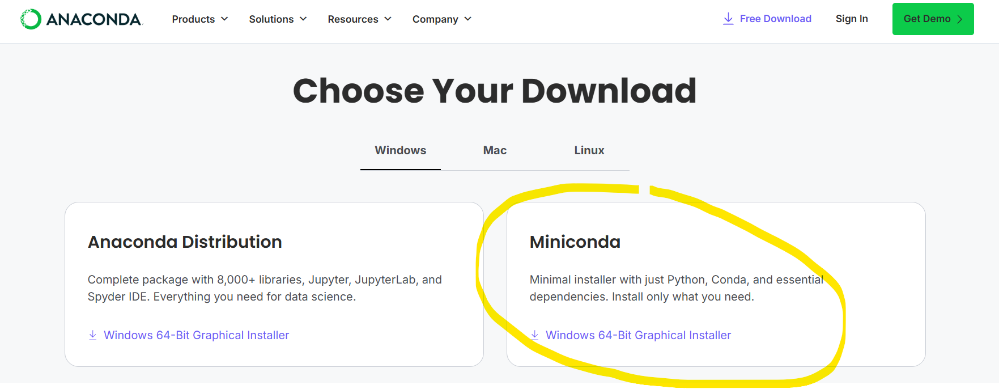 ANACONDA.
Products
Solutions
Resources
Company
Free Download
Sign In
Get Demo
Choose Your Download
Windows
Mac
Linux
Anaconda Distribution
Complete package with 8,000+ libraries, Jupyter, JupyterLab, and
Spyder IDE. Everything you need for data science.
Windows 64-Bit Graphical Installer
Miniconda
Minimal installer with just Python, Conda, and essential
dependencies. Install only what you need.
Windows 64-Bit Graphical Installer